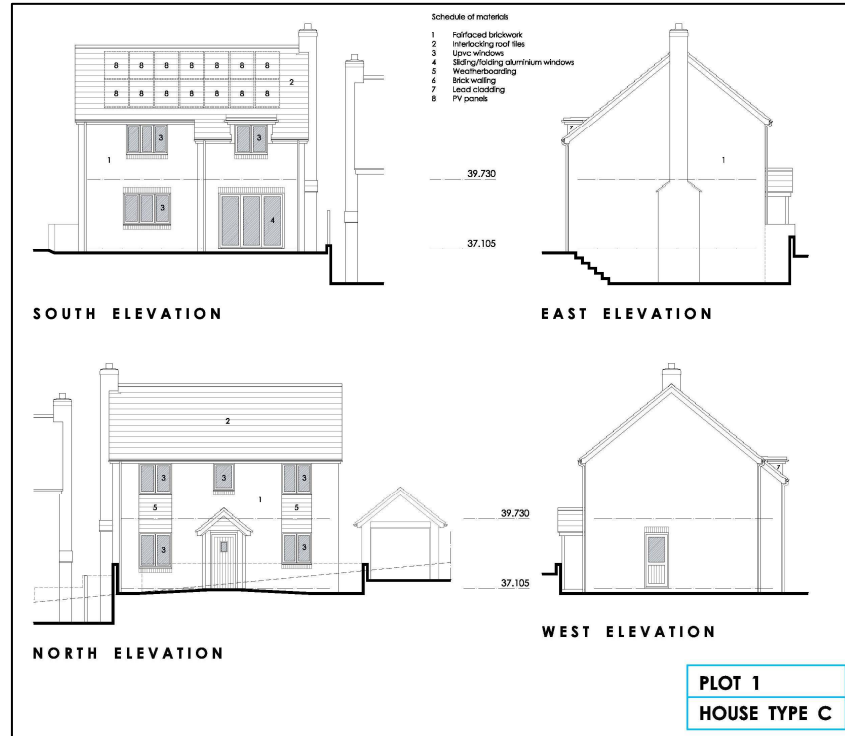 Schedule of materials
1 Fairfaced brickwork
2 Interlocking roof tiles
3 Upvc windows
4 Sliding/folding aluminium windows
5 Weatherboarding
6 Brick walling
7 Lead cladding
8 PV panels
8 8 8 8 8 8 8
2
8 8 8 8 8 8 8
3 3
1
3
4
39.730
37.105
1
SOUTH ELEVATION
EAST ELEVATION
2
3 3 3
5 1 5
3 3
39.730
37.105
7
NORTH ELEVATION
WEST ELEVATION
PLOT 1
HOUSE TYPE C